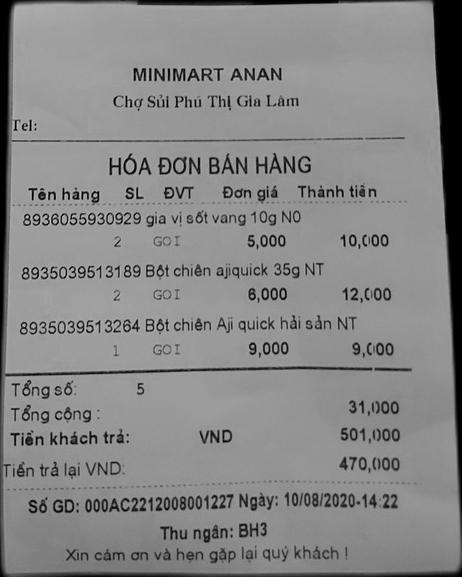 MINIMART ANAN
Chợ Sủi Phú Thị Gia Lâm
Tel:
HÓA ĐƠN BÁN HÀNG
Tên hàng SL ĐVT Đơn giá Thành tiền
8936055930929 gia vị sốt vang 10g N0
2 GOI 5,000 10,000
8935039513189 Bột chiên ajiquick 35g NT
2 GOI 6,000 12,000
8935039513264 Bột chiên Aji quick hải sản NT
1 GOI 9,000 9,000
Tổng số: 5
Tổng cộng : 31,000
Tiền khách trả: VND 501,000
Tiền trả lại VND: 470,000
Số GD: 000AC2212008001227 Ngày: 10/08/2020-14:22
Thu ngân: BH3
Xin cám ơn và hẹn gặp lại quý khách !